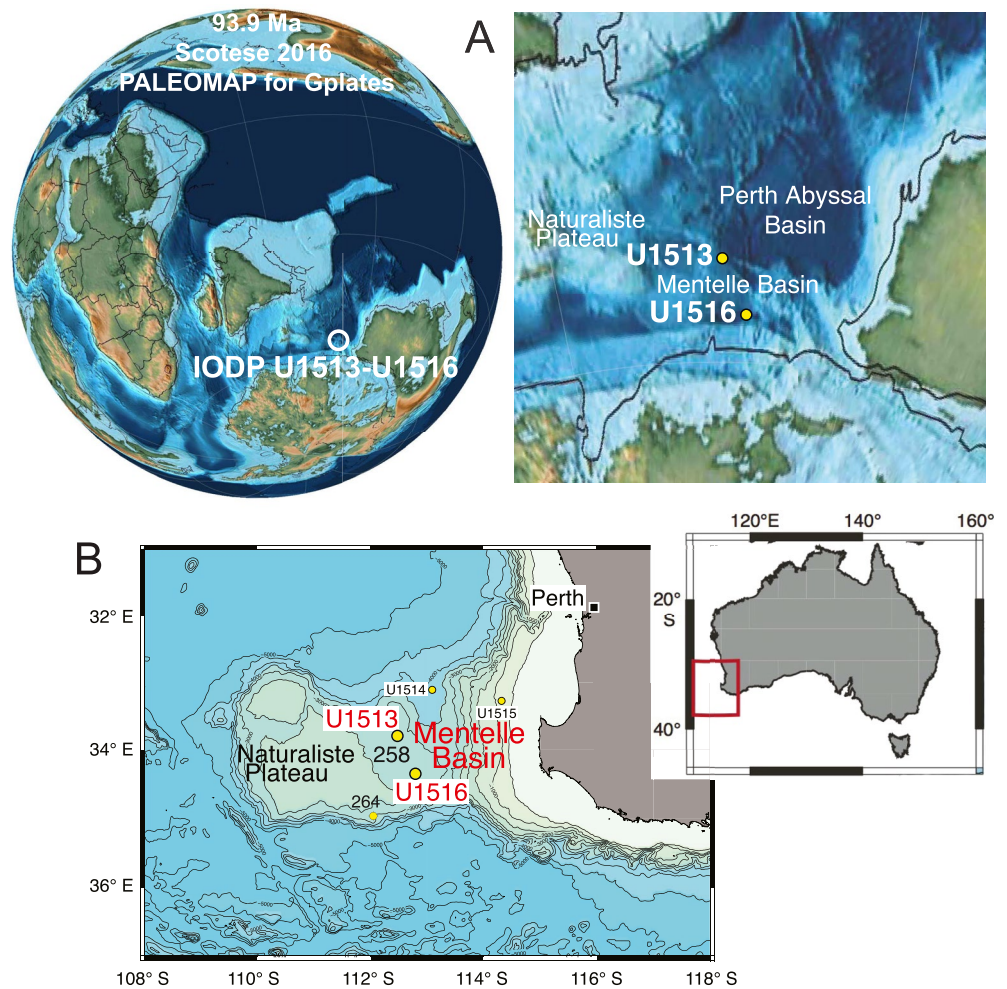 93.9 Ma
Scotese 2016
PALEOMAP for Gplates
IODP U1513-U1516
A
Naturaliste
Plateau
Perth Abyssal
Basin
U1513
Mentelle Basin
U1516
B
120°E 140° 160°
20°
S
40°
32° E
34° E
36° E
108° S 110° S 112° S 114° S 116° S 118° S
Perth
U1514
U1515
U1513
258
Mentelle
Basin
Naturaliste
Plateau
U1516
264